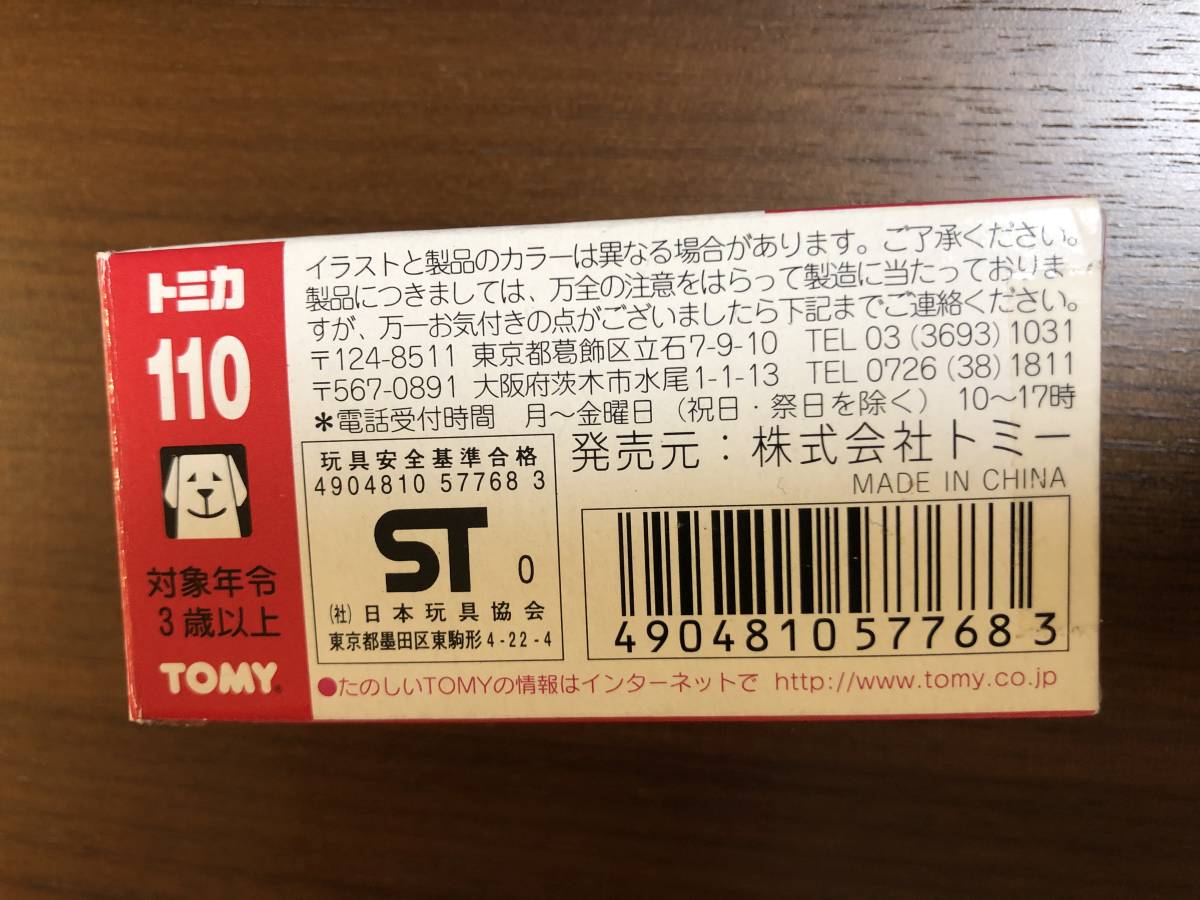 トミカ
110
対象年令
3歳以上
TOMY
イラストと製品のカラーは異なる場合があります。ご了承ください。
製品につきましては、万全の注意をはらって製造に当たっておりま
すが、万一お気付きの点がございましたら下記までご連絡ください。
〒124-8511 東京都葛飾区立石7-9-10 TEL 03 (3693) 1031
〒567-0891 大阪府茨木市水尾1-1-13 TEL 0726 (38) 1811
*電話受付時間 月〜金曜日(祝日・祭日を除く) 10〜17時
玩具安全基準合格
4904810 57768 3
ST 0
(社)日本玩具協会
東京都墨田区東駒形4-22-4
発売元:株式会社トミー
MADE IN CHINA
4904810577683
●たのしいTOMYの情報はインターネットで http://www.tomy.co.jp